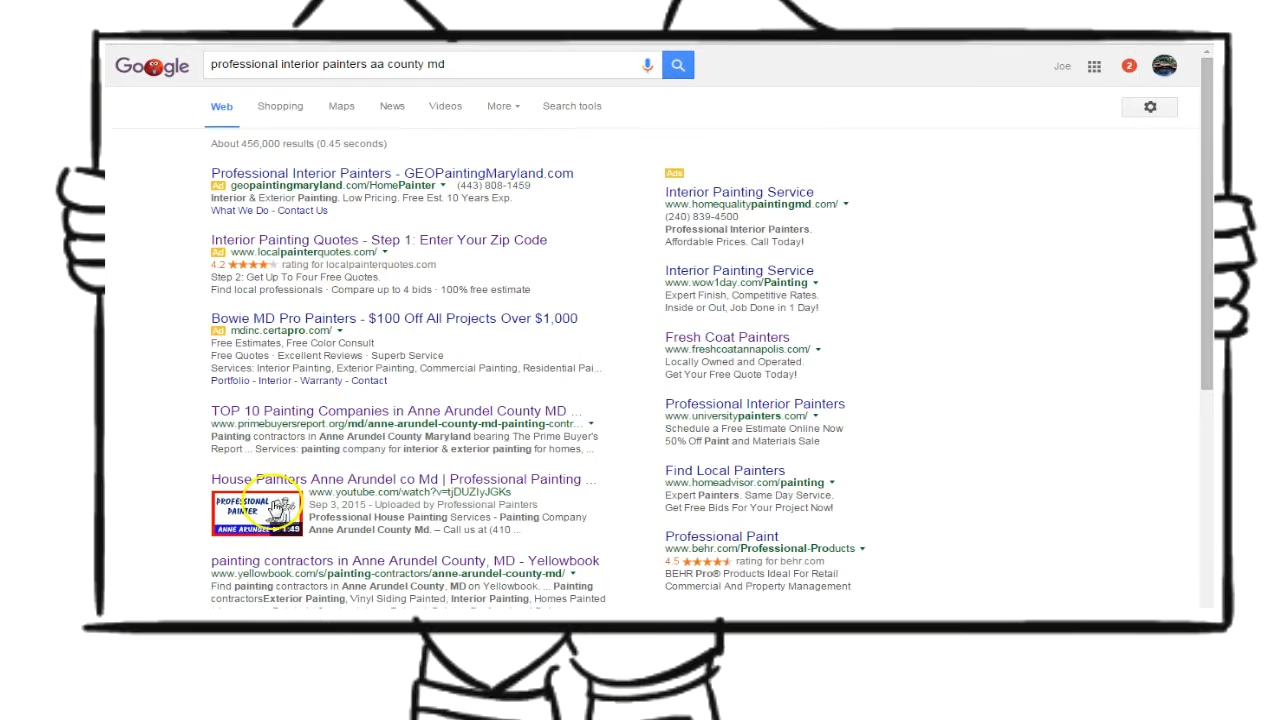 Google
professional interior painters aa county md
Joe
2
Web Shopping Maps News Videos More Search tools
About 456,000 results (0.45 seconds)
Professional Interior Painters - GEOPaintingMaryland.com
Ad geopaintingmaryland.com/HomePainter (443) 808-1459
Interior & Exterior Painting. Low Pricing. Free Est. 10 Years Exp.
What We Do - Contact Us
Interior Painting Quotes - Step 1: Enter Your Zip Code
Ad www.localpainterquotes.com/
4.2 rating for localpainterquotes.com
Step 2: Get Up To Four Free Quotes.
Find local professionals · Compare up to 4 bids · 100% free estimate
Bowie MD Pro Painters - $100 Off All Projects Over $1,000
Ad mdinc.certapro.com/
Free Estimates, Free Color Consult
Free Quotes · Excellent Reviews · Superb Service
Services: Interior Painting, Exterior Painting, Commercial Painting, Residential Pai...
Portfolio - Interior - Warranty - Contact
TOP 10 Painting Companies in Anne Arundel County MD ...
www.primebuyersreport.org/md/anne-arundel-county-md-painting-contr...
Painting contractors in Anne Arundel County Maryland bearing The Prime Buyer's
Report ... Services: painting company for interior & exterior painting for homes, ...
House Painters Anne Arundel co Md | Professional Painting ...
www.youtube.com/watch?v=tjDUZIyJGKs
Sep 3, 2015 - Uploaded by Professional Painters
Professional House Painting Services - Painting Company
Anne Arundel County Md. – Call us at (410 ...
PROFESSIONAL
PAINTER
ANNE ARUNDEL
1:49
painting contractors in Anne Arundel County, MD - Yellowbook
www.yellowbook.com/s/painting-contractors/anne-arundel-county-md/
Find painting contractors in Anne Arundel County, MD on Yellowbook. ... Painting
contractorsExterior Painting, Vinyl Siding Painted, Interior Painting, Homes Painted
Ads
Interior Painting Service
www.homequalitypaintingmd.com/
(240) 839-4500
Professional Interior Painters.
Affordable Prices. Call Today!
Interior Painting Service
www.wow1day.com/Painting
Expert Finish, Competitive Rates.
Inside or Out, Job Done in 1 Day!
Fresh Coat Painters
www.freshcoatannapolis.com/
Locally Owned and Operated.
Get Your Free Quote Today!
Professional Interior Painters
www.universitypainters.com/
Schedule a Free Estimate Online Now
50% Off Paint and Materials Sale
Find Local Painters
www.homeadvisor.com/painting
Expert Painters. Same Day Service.
Get Free Bids For Your Project Now!
Professional Paint
www.behr.com/Professional-Products
4.5 rating for behr.com
BEHR Pro® Products Ideal For Retail
Commercial And Property Management